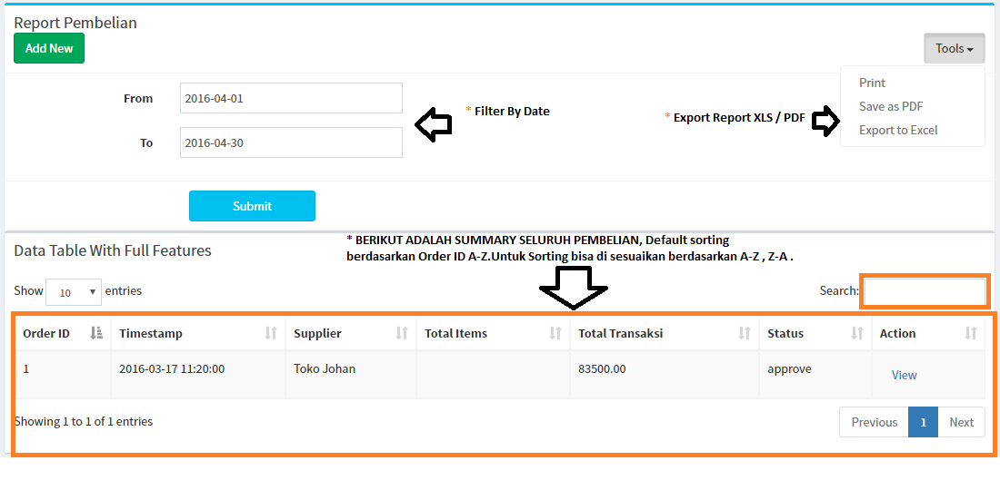 Report Pembelian
Add New
Tools
Print
Save as PDF
Export to Excel
From
2016-04-01
* Filter By Date
* Export Report XLS / PDF
To
2016-04-30
Submit
* BERIKUT ADALAH SUMMARY SELURUH PEMBELIAN, Default sorting
berdasarkan Order ID A-Z.Untuk Sorting bisa di sesuaikan berdasarkan A-Z , Z-A .
Data Table With Full Features
Show 10 entries
Search:
Order ID Timestamp Supplier Total Items Total Transaksi Status Action
1 2016-03-17 11:20:00 Toko Johan 83500.00 approve View
Showing 1 to 1 of 1 entries
Previous 1 Next